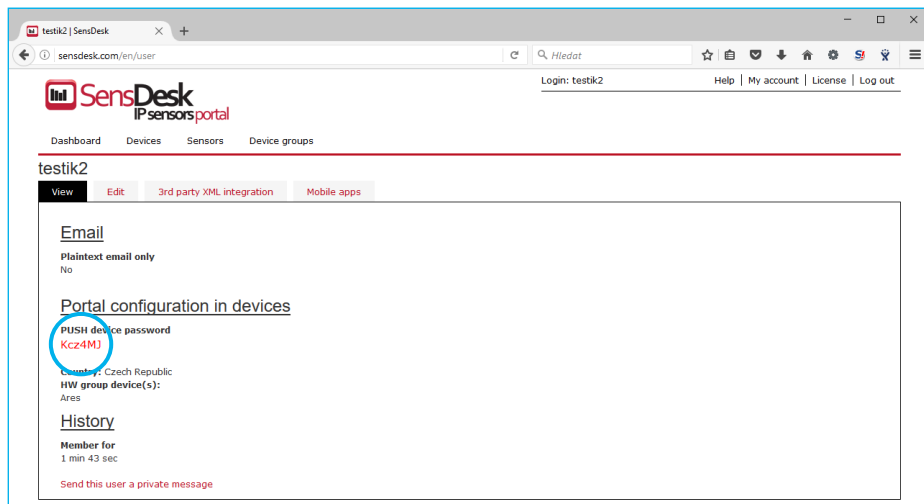 testik2 | SensDesk
sensdesk.com/en/user
Hledat
Login: testik2
Help | My account | License | Log out
SensDesk
IP sensors portal
Dashboard Devices Sensors Device groups
testik2
View Edit 3rd party XML integration Mobile apps
Email
Plaintext email only
No
Portal configuration in devices
PUSH device password
Kcz4MJ
Country: Czech Republic
HW group device(s):
Ares
History
Member for
1 min 43 sec
Send this user a private message